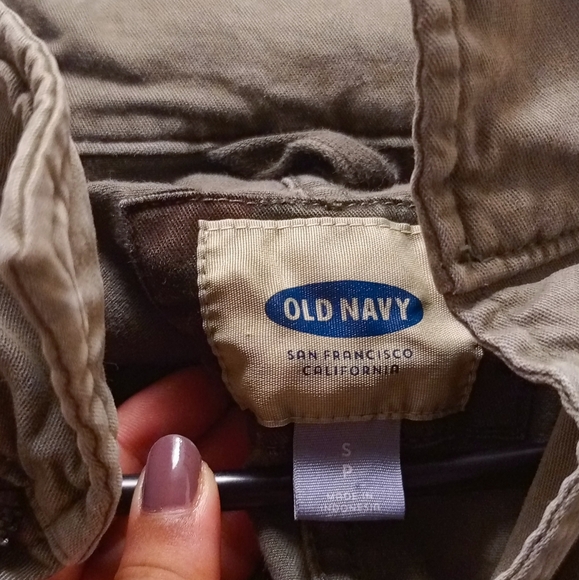 OLD NAVY
SAN FRANCISCO
CALIFORNIA
S
P
MADE IN
INDONESIA